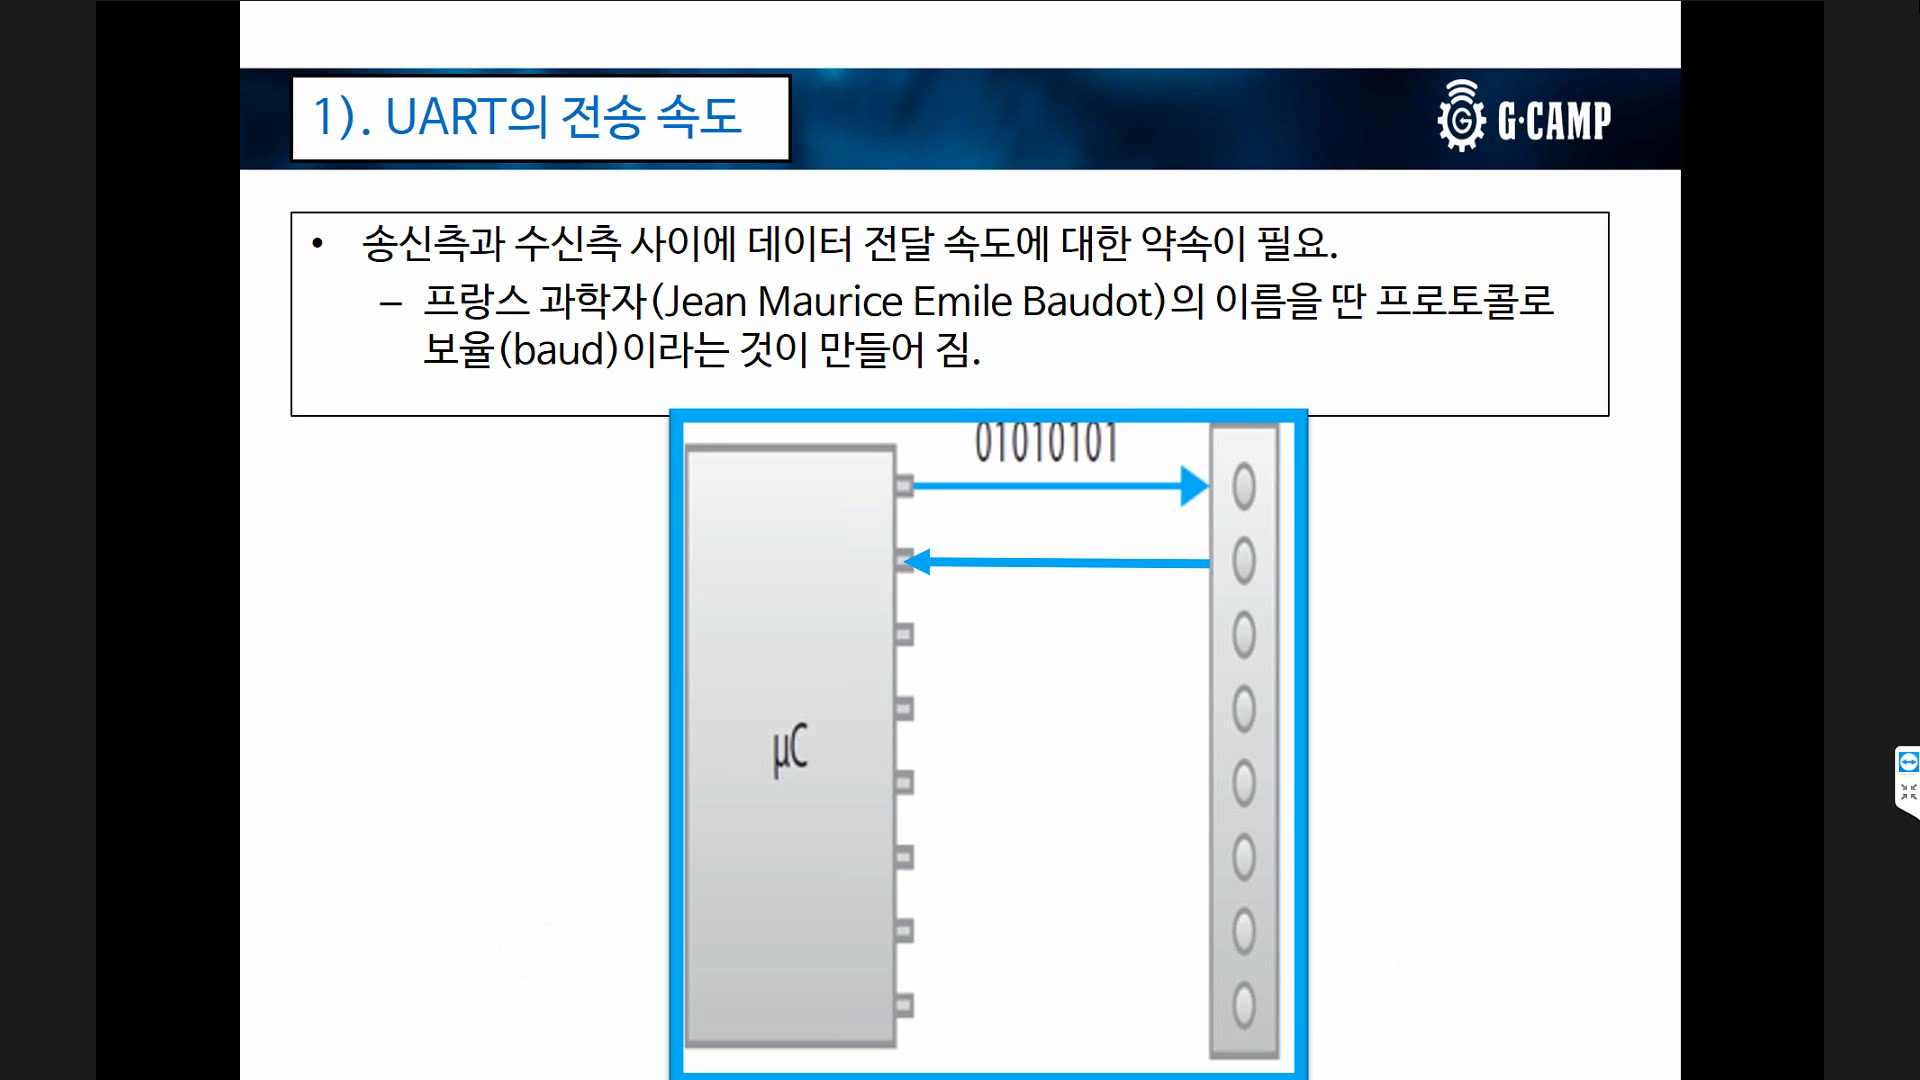 1). UART의 전송 속도
G·CAMP
• 송신측과 수신측 사이에 데이터 전달 속도에 대한 약속이 필요.
– 프랑스 과학자(Jean Maurice Emile Baudot)의 이름을 딴 프로토콜로
보율(baud)이라는 것이 만들어 짐.
01010101
µC